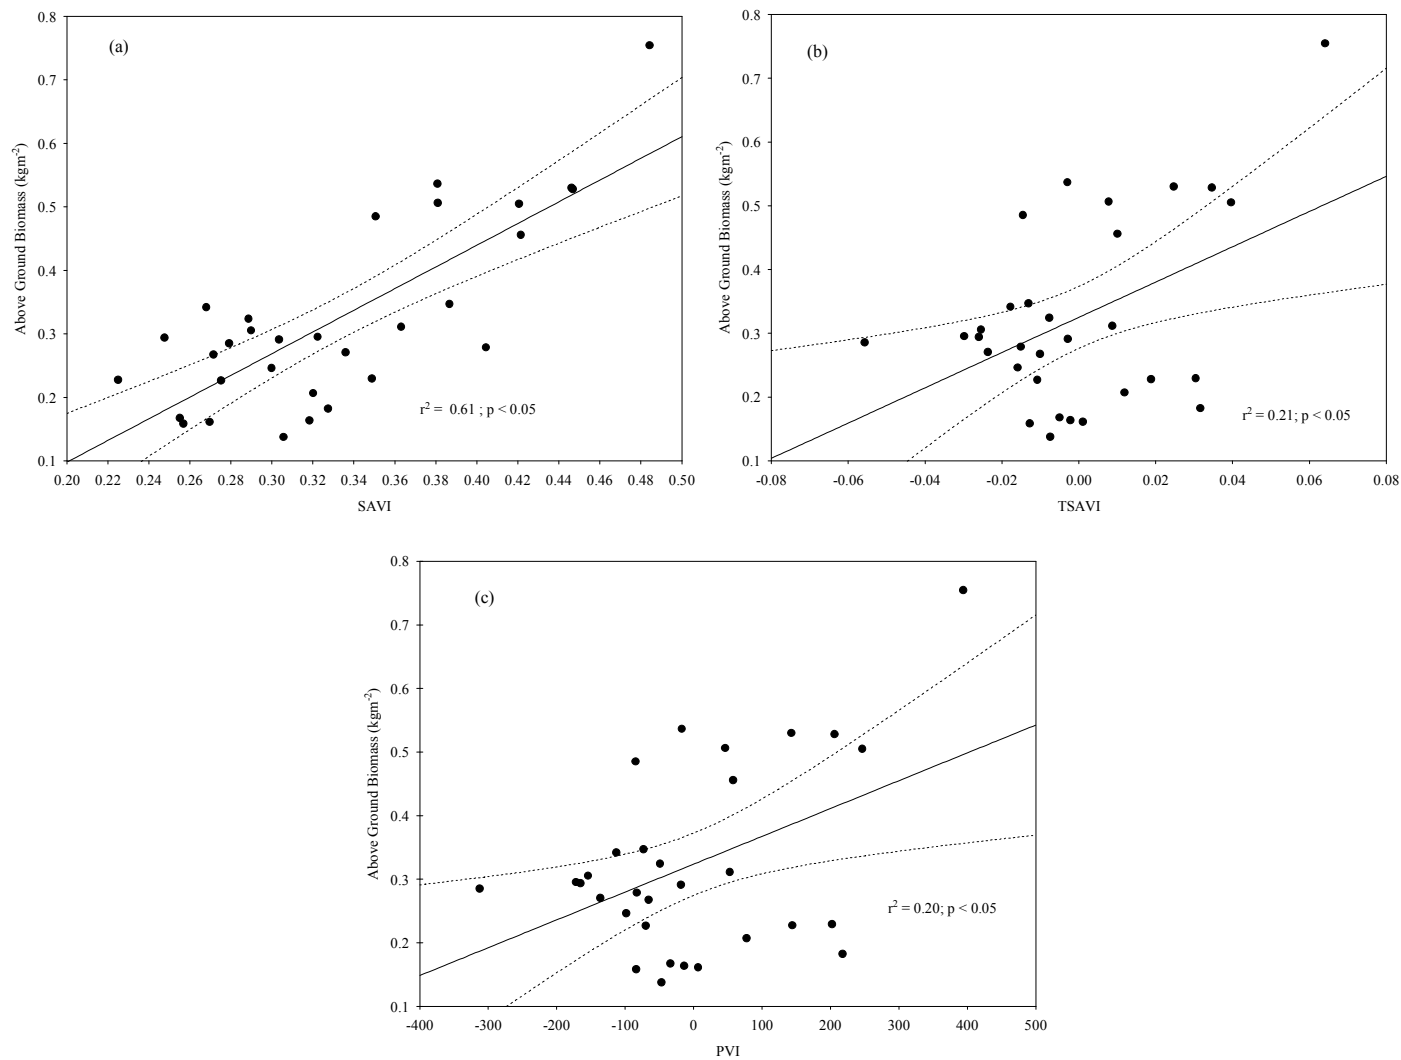 (a)
0.8
0.7
0.6
0.5
0.4
0.3
0.2
0.1
Above Ground Biomass (kgm-2)
r2 = 0.61 ; p < 0.05
0.20 0.22 0.24 0.26 0.28 0.30 0.32 0.34 0.36 0.38 0.40 0.42 0.44 0.46 0.48 0.50
SAVI
(b)
0.8
0.7
0.6
0.5
0.4
0.3
0.2
0.1
Above Ground Biomass (kgm-2)
r2 = 0.21; p < 0.05
-0.08 -0.06 -0.04 -0.02 0.00 0.02 0.04 0.06 0.08
TSAVI
(c)
0.8
0.7
0.6
0.5
0.4
0.3
0.2
0.1
Above Ground Biomass (kgm-2)
r2 = 0.20; p < 0.05
-400 -300 -200 -100 0 100 200 300 400 500
PVI